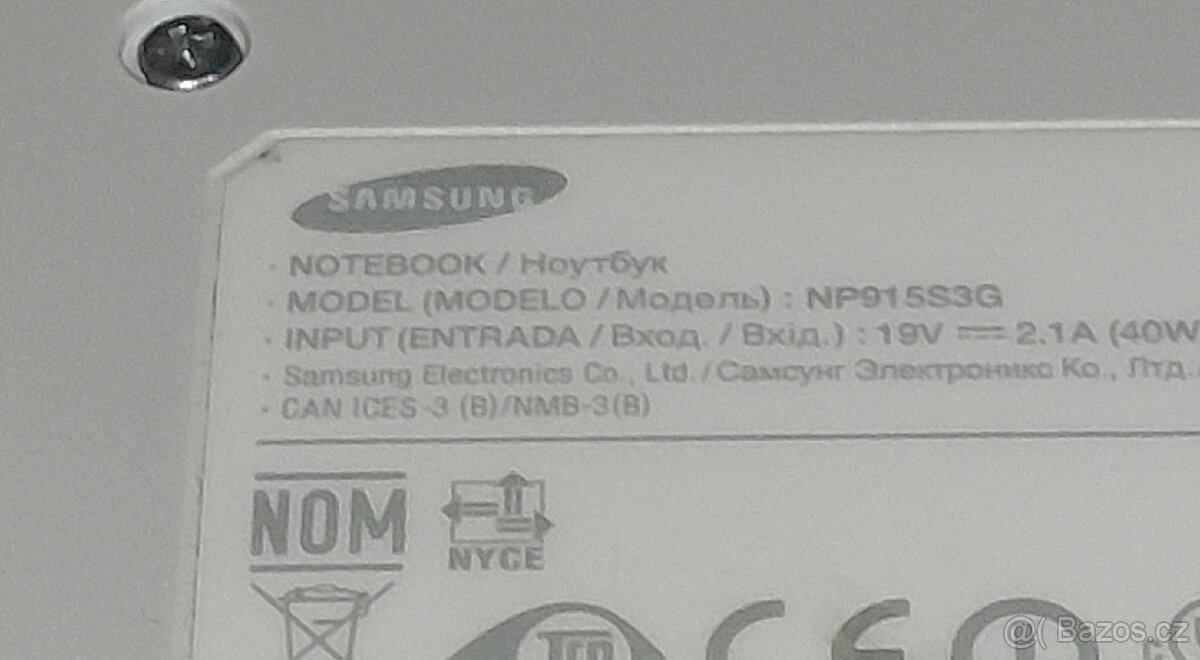 SAMSUNG
· NOTEBOOK / Ноутбук
· MODEL (MODELO / Модель) : NP915S3G
· INPUT (ENTRADA / Вход. / Вхід.) : 19V ⎓ 2.1A (40W
· Samsung Electronics Co., Ltd. / Самсунг Электроникс Ко., Лтд.
· CAN ICES-3 (B)/NMB-3(B)
NOM
NYCE
CE
@( Bazos.cz